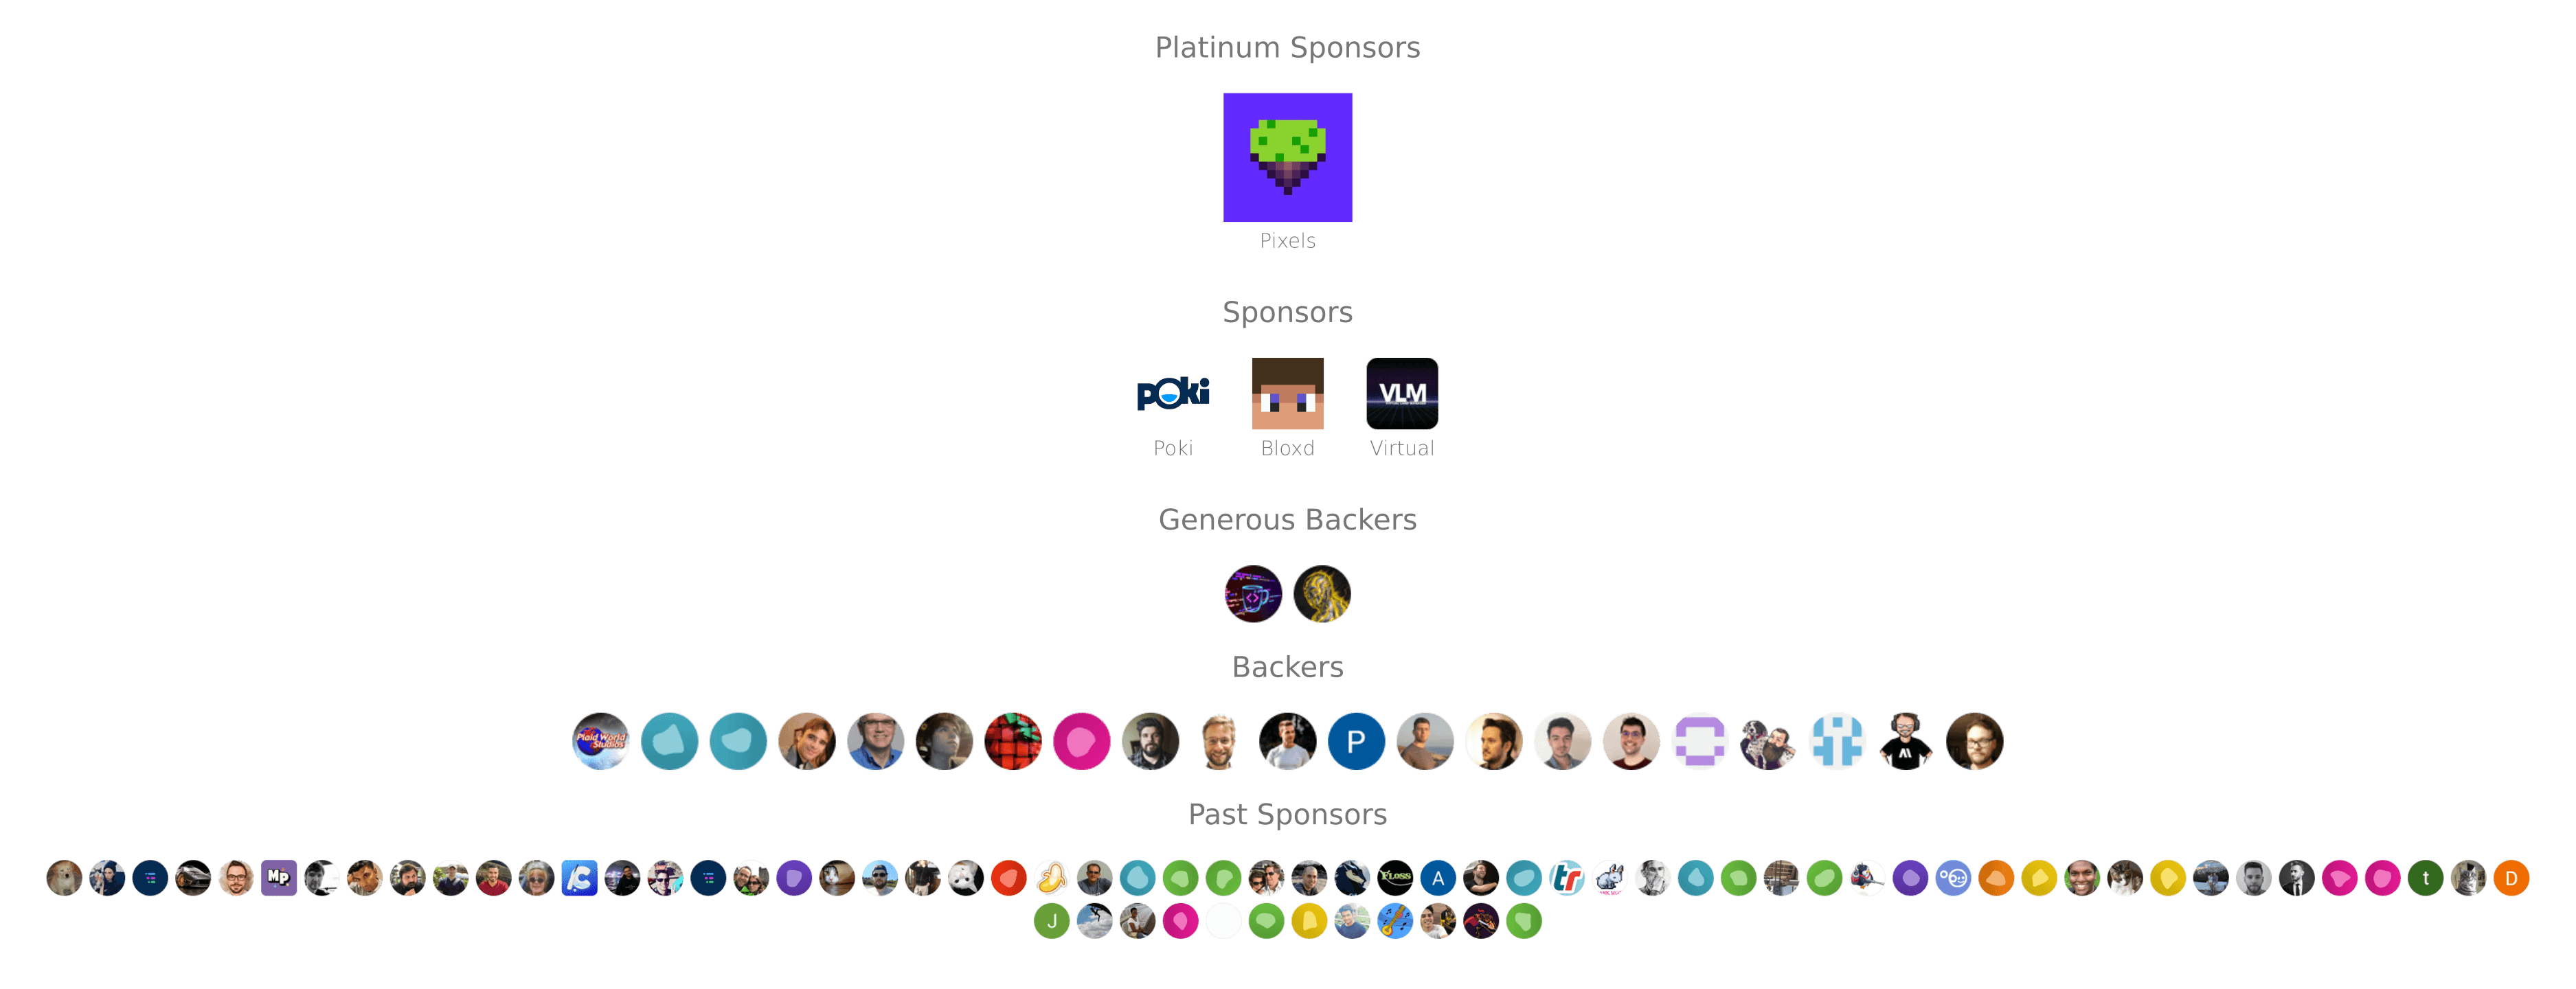 Platinum Sponsors
Pixels
Sponsors
poki
VLM
Poki
Bloxd
Virtual
Generous Backers
</>
Backers
Plaid World
Studios
P
Past Sponsors
MP
C
FLOSS
A
tr
t
D
J